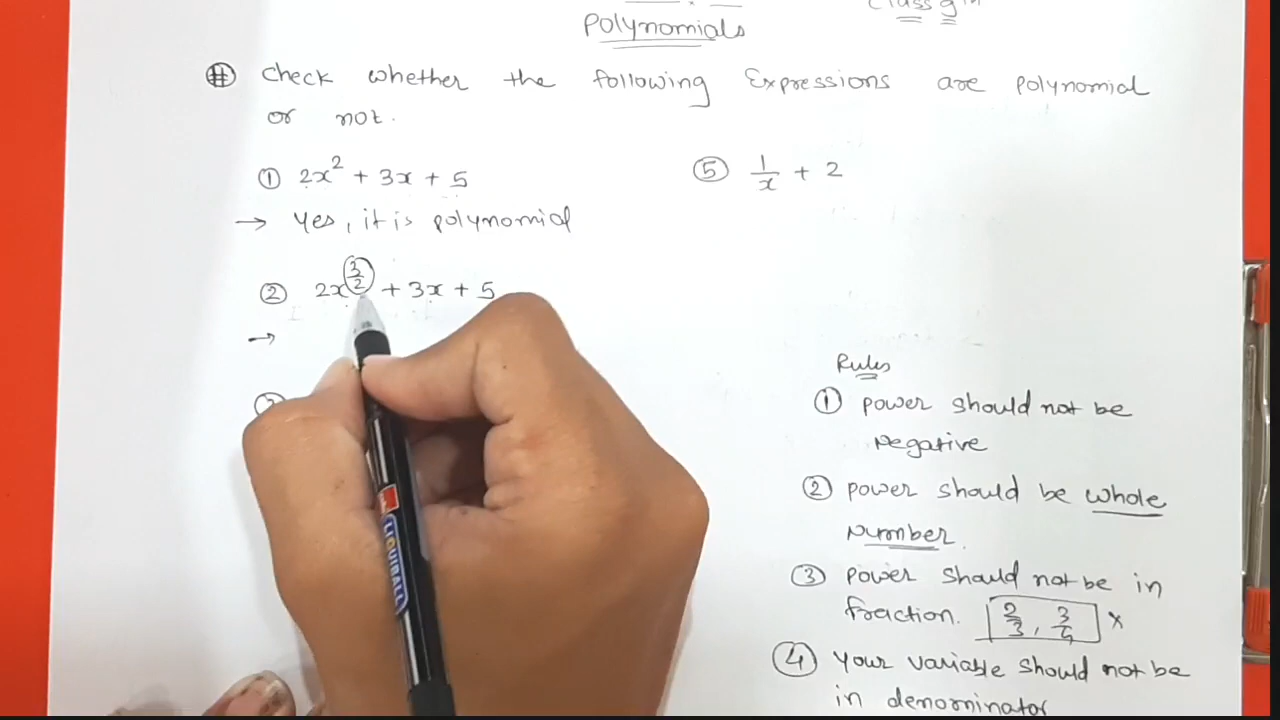 Class 9th
Polynomials
# Check whether the following Expressions are polynomial
or not.
① 2x² + 3x + 5
→ Yes, it is polynomial
② 2x^(3/2) + 3x + 5
→
③
⑤ 1/x + 2
Rules
① power should not be
Negative
② power should be whole
Number.
③ Power should not be in
fraction. 2/3, 3/4 ×
④ Your variable should not be
in denominator
LIQUIBALL